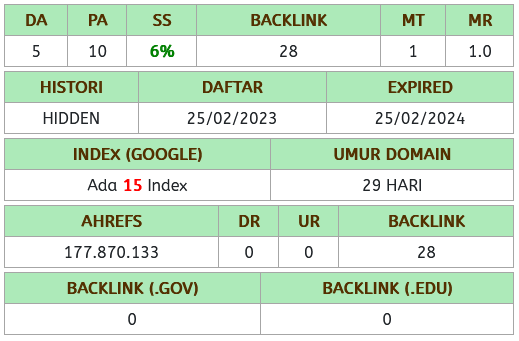 DA PA SS BACKLINK MT MR
5 10 6% 28 1 1.0
HISTORI DAFTAR EXPIRED
HIDDEN 25/02/2023 25/02/2024
INDEX (GOOGLE) UMUR DOMAIN
Ada 15 Index 29 HARI
AHREFS DR UR BACKLINK
177.870.133 0 0 28
BACKLINK (.GOV) BACKLINK (.EDU)
0 0